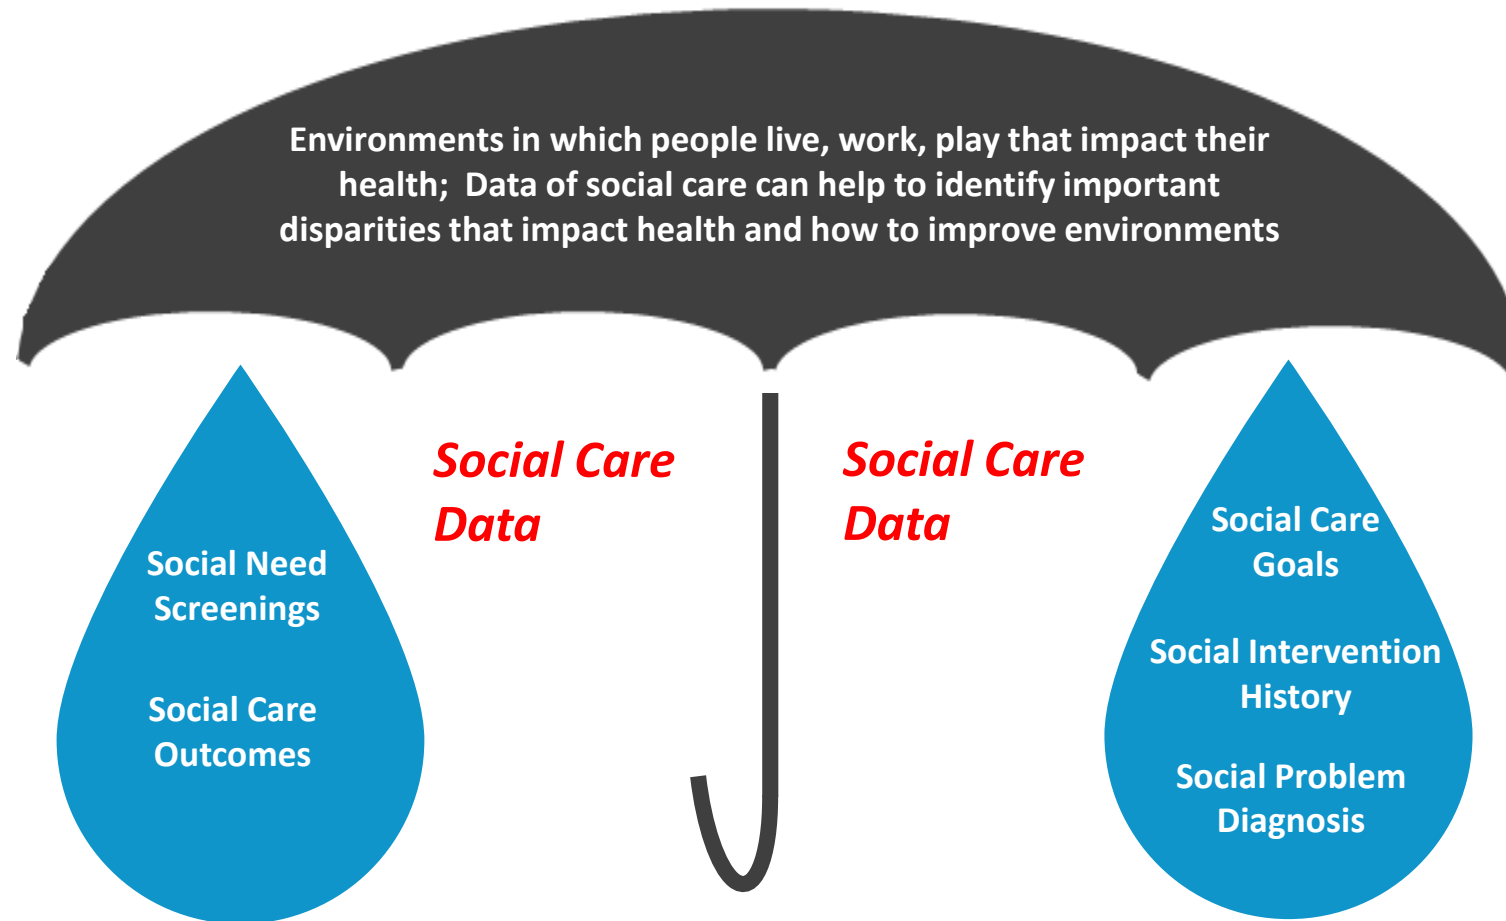 Environments in which people live, work, play that impact their
health;  Data of social care can help to identify important
disparities that impact health and how to improve environments
Social Care
Data
Social Care
Data
Social Need
Screenings
Social Care
Outcomes
Social Care
Goals
Social Intervention
History
Social Problem
Diagnosis